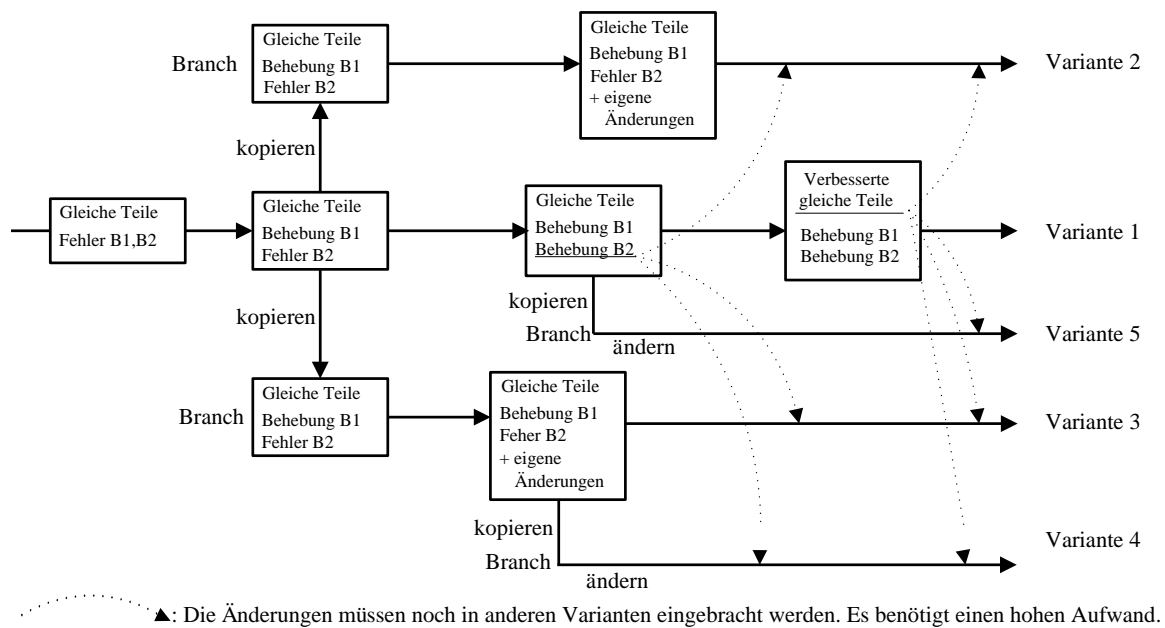 Gleiche Teile
Behebung B1
Fehler B2
Branch
Gleiche Teile
Behebung B1
Fehler B2
+ eigene
Änderungen
Variante 2
kopieren
Gleiche Teile
Fehler B1,B2
Gleiche Teile
Behebung B1
Fehler B2
Gleiche Teile
Behebung B1
Behebung B2
Verbesserte
gleiche Teile
Behebung B1
Behebung B2
Variante 1
kopieren
kopieren
Branch
ändern
Variante 5
Branch
Gleiche Teile
Behebung B1
Fehler B2
Gleiche Teile
Behebung B1
Feher B2
+ eigene
Änderungen
Variante 3
kopieren
Branch
ändern
Variante 4
: Die Änderungen müssen noch in anderen Varianten eingebracht werden. Es benötigt einen hohen Aufwand.